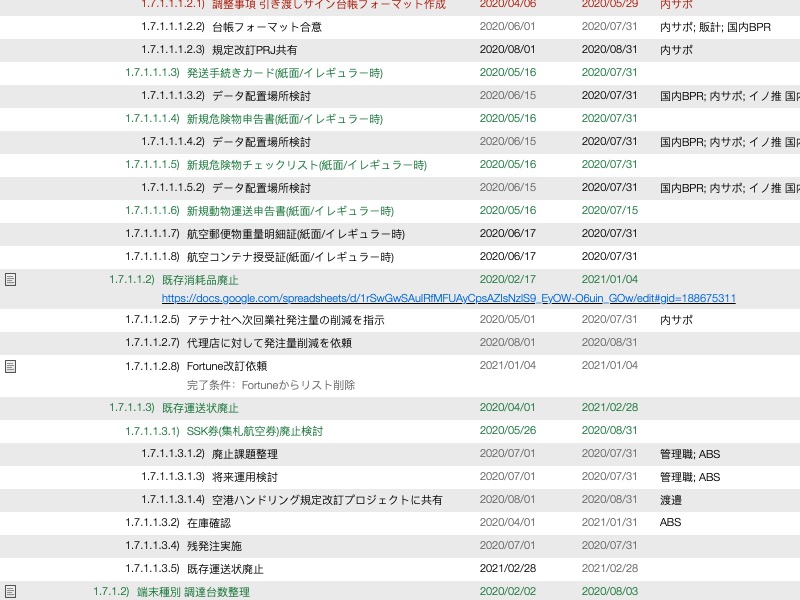 1.7.1.1.1.2.1) 調整事項 引き渡しサイン台帳フォーマット作成 2020/04/06 2020/05/29 内サポ
1.7.1.1.1.2.2) 台帳フォーマット合意 2020/06/01 2020/07/31 内サポ; 販計; 国内BPR
1.7.1.1.1.2.3) 規定改訂PRJ共有 2020/08/01 2020/08/31 内サポ
1.7.1.1.1.3) 発送手続きカード(紙面/イレギュラー時) 2020/05/16 2020/07/31
1.7.1.1.1.3.2) データ配置場所検討 2020/06/15 2020/07/31 国内BPR; 内サポ; イノ推 国内
1.7.1.1.1.4) 新規危険物申告書(紙面/イレギュラー時) 2020/05/16 2020/07/31
1.7.1.1.1.4.2) データ配置場所検討 2020/06/15 2020/07/31 国内BPR; 内サポ; イノ推 国内
1.7.1.1.1.5) 新規危険物チェックリスト(紙面/イレギュラー時) 2020/05/16 2020/07/31
1.7.1.1.1.5.2) データ配置場所検討 2020/06/15 2020/07/31 国内BPR; 内サポ; イノ推 国内
1.7.1.1.1.6) 新規動物運送申告書(紙面/イレギュラー時) 2020/05/16 2020/07/15
1.7.1.1.1.7) 航空郵便物重量明細証(紙面/イレギュラー時) 2020/06/17 2020/07/31
1.7.1.1.1.8) 航空コンテナ授受証(紙面/イレギュラー時) 2020/06/17 2020/07/31
1.7.1.1.2) 既存消耗品廃止 2020/02/17 2021/01/04
https://docs.google.com/spreadsheets/d/1rSwGwSAuIRfMFUAyCpsAZIsNzlS9_EyOW-O6uin_GOw/edit#gid=188675311
1.7.1.1.2.5) アテナ社へ次回業社発注量の削減を指示 2020/05/01 2020/07/31 内サポ
1.7.1.1.2.7) 代理店に対して発注量削減を依頼 2020/08/01 2020/08/31
1.7.1.1.2.8) Fortune改訂依頼 2021/01/04 2021/01/04
完了条件: Fortuneからリスト削除
1.7.1.1.3) 既存運送状廃止 2020/04/01 2021/02/28
1.7.1.1.3.1) SSK券(集札航空券)廃止検討 2020/05/26 2020/08/31
1.7.1.1.3.1.2) 廃止課題整理 2020/07/01 2020/07/31 管理職; ABS
1.7.1.1.3.1.3) 将来運用検討 2020/07/01 2020/07/31 管理職; ABS
1.7.1.1.3.1.4) 空港ハンドリング規定改訂プロジェクトに共有 2020/08/01 2020/08/31 渡邉
1.7.1.1.3.2) 在庫確認 2020/04/01 2021/01/31 ABS
1.7.1.1.3.4) 残発注実施 2020/07/01 2020/07/31
1.7.1.1.3.5) 既存運送状廃止 2021/02/28 2021/02/28
1.7.1.2) 端末種別 調達台数整理 2020/02/02 2020/08/03